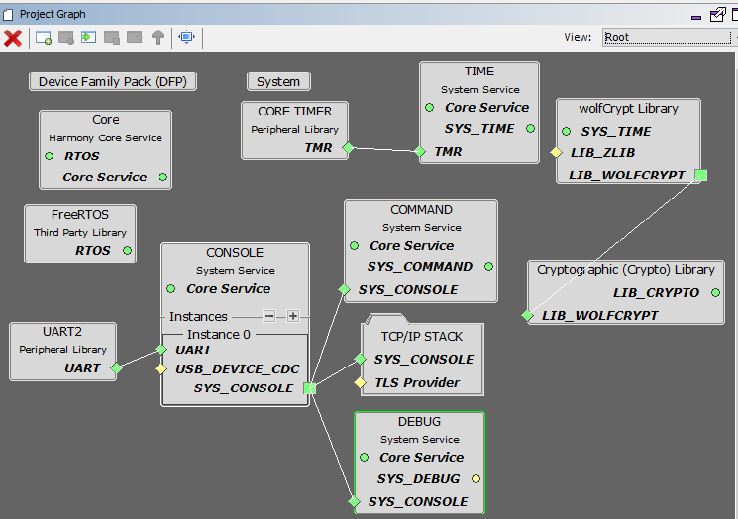 Project Graph
View:
Root
Device Family Pack (DFP)
System
Core
Harmony Core Service
RTOS
Core Service
CORE TIMER
Peripheral Library
TMR
TIME
System Service
Core Service
SYS_TIME
TMR
wolfCrypt Library
SYS_TIME
LIB_ZLIB
LIB_WOLFCRYPT
FreeRTOS
Third Party Library
RTOS
CONSOLE
System Service
Core Service
Instances
Instance 0
UART
USB_DEVICE_CDC
SYS_CONSOLE
COMMAND
System Service
Core Service
SYS_COMMAND
SYS_CONSOLE
Cryptographic (Crypto) Library
LIB_CRYPTO
LIB_WOLFCRYPT
UART2
Peripheral Library
UART
TCP/IP STACK
SYS_CONSOLE
TLS Provider
DEBUG
System Service
Core Service
SYS_DEBUG
SYS_CONSOLE